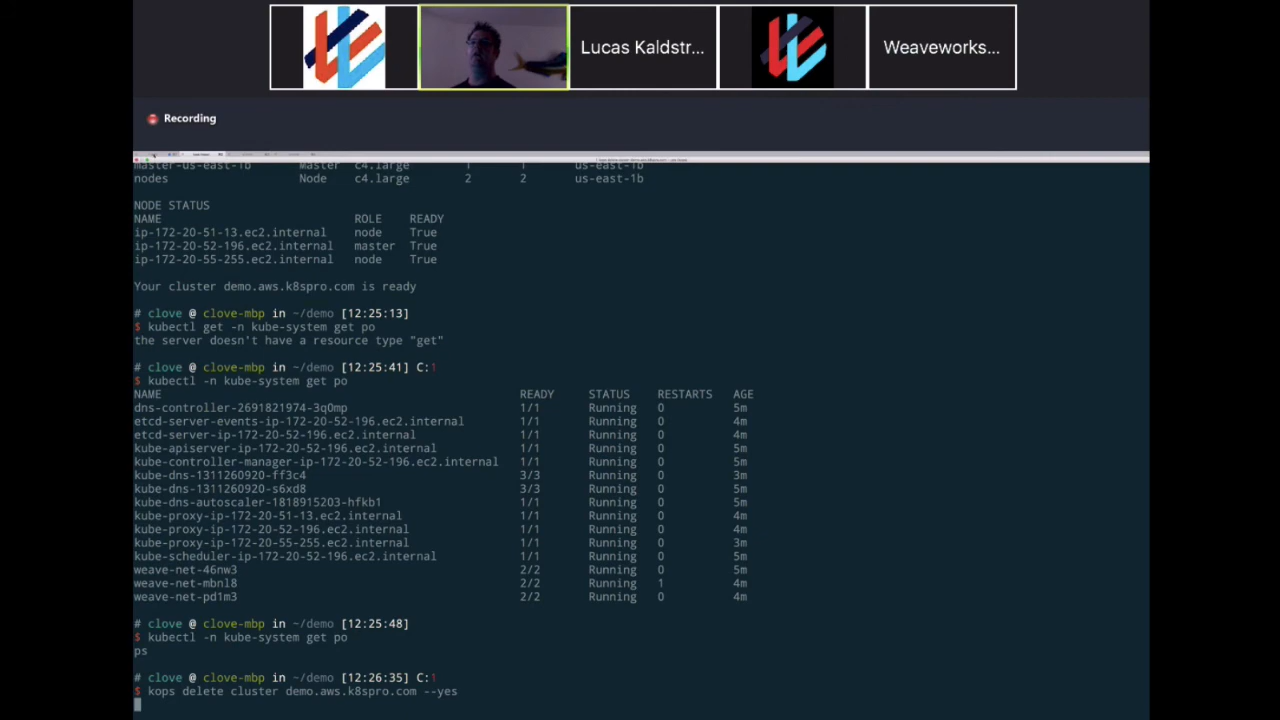 Lucas Kaldstr...
Weaveworks...
Recording
master-us-east-1b Master c4.large 1 1 us-east-1b
nodes Node c4.large 2 2 us-east-1b
NODE STATUS
NAME ROLE READY
ip-172-20-51-13.ec2.internal node True
ip-172-20-52-196.ec2.internal master True
ip-172-20-55-255.ec2.internal node True
Your cluster demo.aws.k8spro.com is ready
# clove @ clove-mbp in ~/demo [12:25:13]
$ kubectl get -n kube-system get po
the server doesn't have a resource type "get"
# clove @ clove-mbp in ~/demo [12:25:41] C:1
$ kubectl -n kube-system get po
NAME READY STATUS RESTARTS AGE
dns-controller-2691821974-3q0mp 1/1 Running 0 5m
etcd-server-events-ip-172-20-52-196.ec2.internal 1/1 Running 0 4m
etcd-server-ip-172-20-52-196.ec2.internal 1/1 Running 0 4m
kube-apiserver-ip-172-20-52-196.ec2.internal 1/1 Running 0 5m
kube-controller-manager-ip-172-20-52-196.ec2.internal 1/1 Running 0 5m
kube-dns-1311260920-ff3c4 3/3 Running 0 3m
kube-dns-1311260920-s6xd8 3/3 Running 0 5m
kube-dns-autoscaler-1818915203-hfkb1 1/1 Running 0 5m
kube-proxy-ip-172-20-51-13.ec2.internal 1/1 Running 0 4m
kube-proxy-ip-172-20-52-196.ec2.internal 1/1 Running 0 4m
kube-proxy-ip-172-20-55-255.ec2.internal 1/1 Running 0 3m
kube-scheduler-ip-172-20-52-196.ec2.internal 1/1 Running 0 5m
weave-net-46nw3 2/2 Running 0 5m
weave-net-mbnl8 2/2 Running 1 4m
weave-net-pd1m3 2/2 Running 0 4m
# clove @ clove-mbp in ~/demo [12:25:48]
$ kubectl -n kube-system get po
ps
# clove @ clove-mbp in ~/demo [12:26:35] C:1
$ kops delete cluster demo.aws.k8spro.com --yes